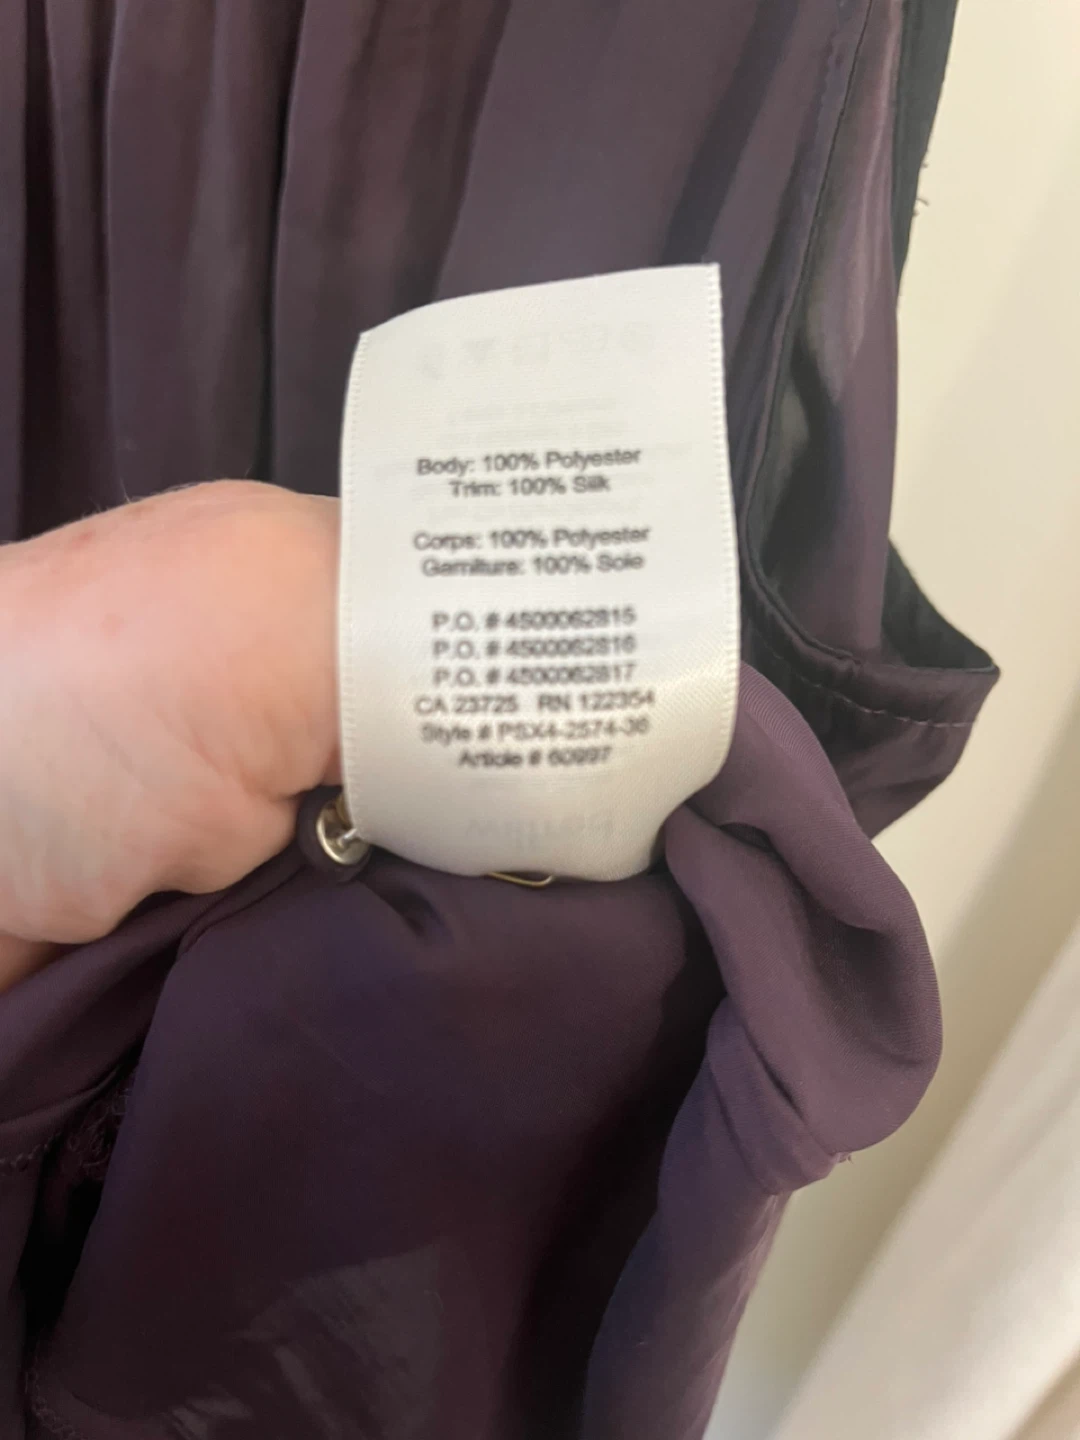 Body: 100% Polyester
Trim: 100% Silk
Corps: 100% Polyester
Garniture: 100% Soie
P.O. # 4500062815
P.O. # 4500062816
P.O. # 4500062817
CA 23725 RN 122354
Style # PSX4-2574-36
Article # 60997